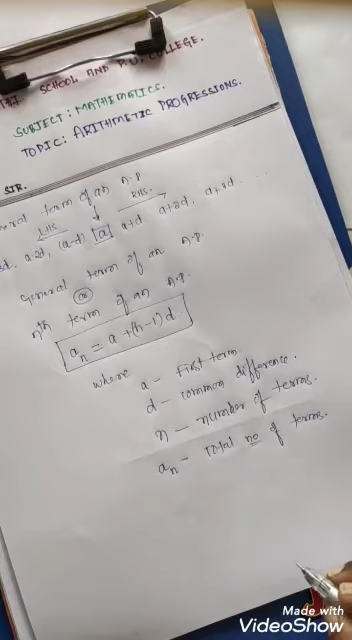 SCHOOL AND P.U. COLLEGE.
SUBJECT: MATHEMATICS.
TOPIC: ARITHMETIC PROGRESSIONS.
STR.
term of an A.P
LHS RHS
a-2d, (a-d) a a+d a+2d, a+3d ....
General term of an A.P.
(or)
nth term of an A.P.
an = a + (n-1) d
where a - First term
d - common difference.
n - number of terms.
an - Total no of terms.
Made with
VideoShow